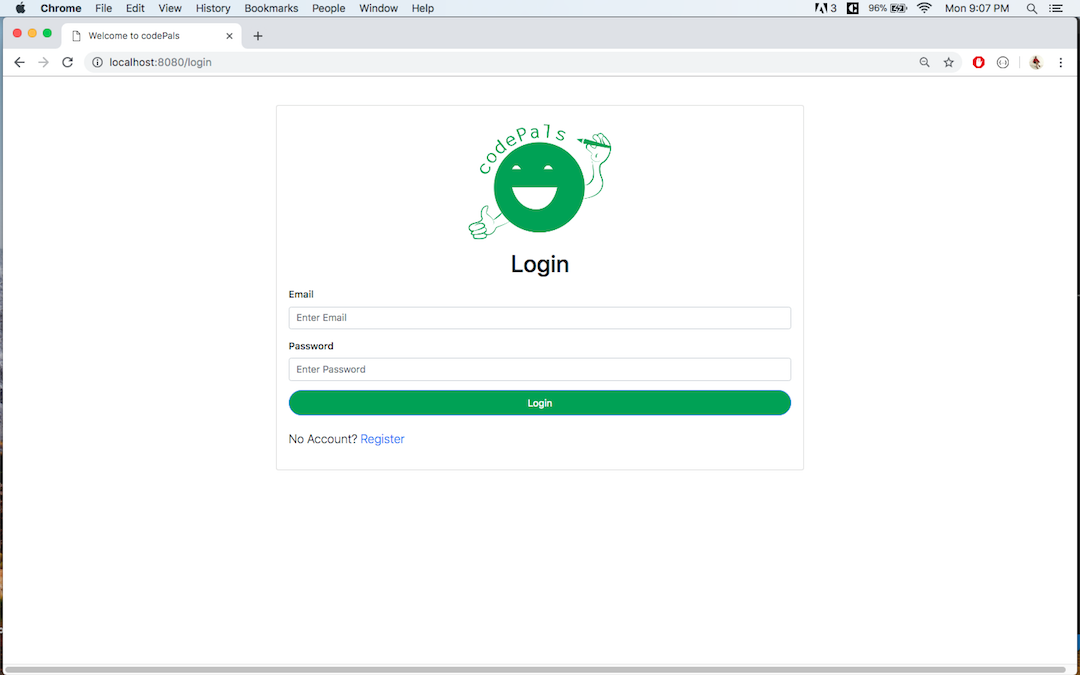 Chrome File Edit View History Bookmarks People Window Help 3 96% Mon 9:07 PM
Welcome to codePals
localhost:8080/login
codePals
Login
Email
Enter Email
Password
Enter Password
Login
No Account? Register